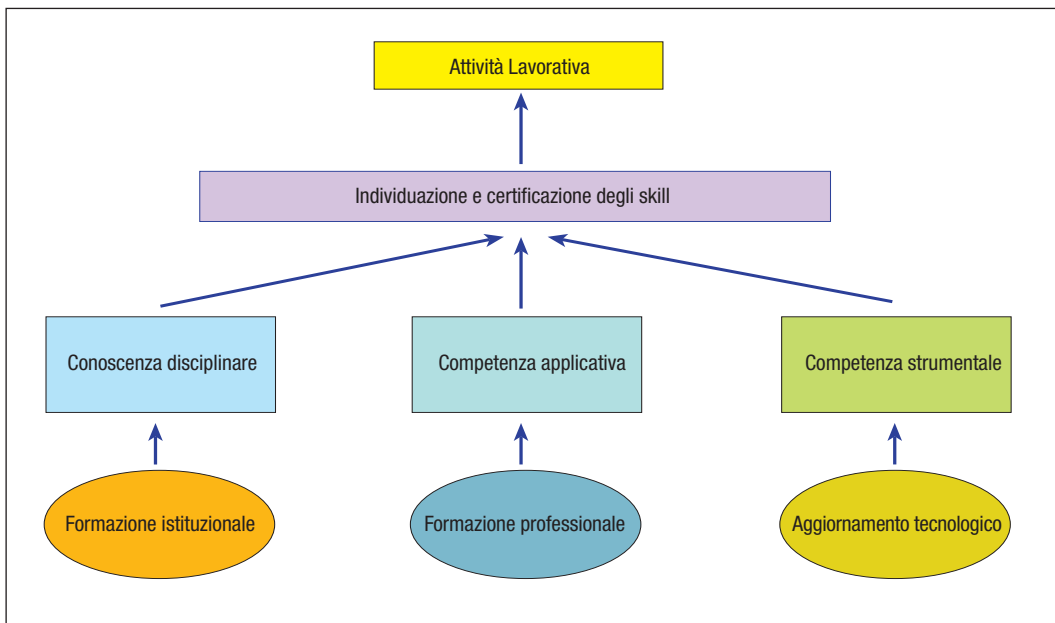 Attività Lavorativa
Individuazione e certificazione degli skill
Conoscenza disciplinare
Competenza applicativa
Competenza strumentale
Formazione istituzionale
Formazione professionale
Aggiornamento tecnologico